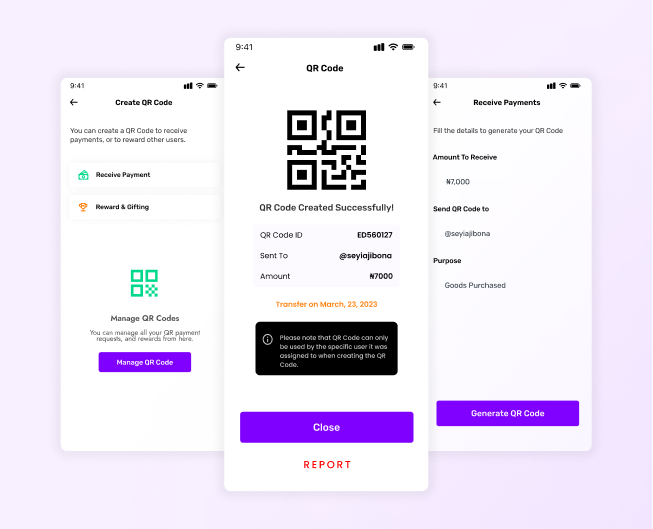 9:41
Create QR Code
You can create a QR Code to receive
payments, or to reward other users.
Receive Payment
Reward & Gifting
Manage QR Codes
You can manage all your QR payment
requests, and rewards from here.
Manage QR Code
9:41
QR Code
QR Code Created Successfully!
QR Code ID ED560127
Sent To @seyiajibona
Amount ₦7000
Transfer on March, 23, 2023
Please note that QR Code can only
be used by the specific user it was
assigned to when creating the QR
Code.
Close
REPORT
9:41
Receive Payments
Fill the details to generate your QR Code
Amount To Receive
₦7,000
Send QR Code to
@seyiajibona
Purpose
Goods Purchased
Generate QR Code